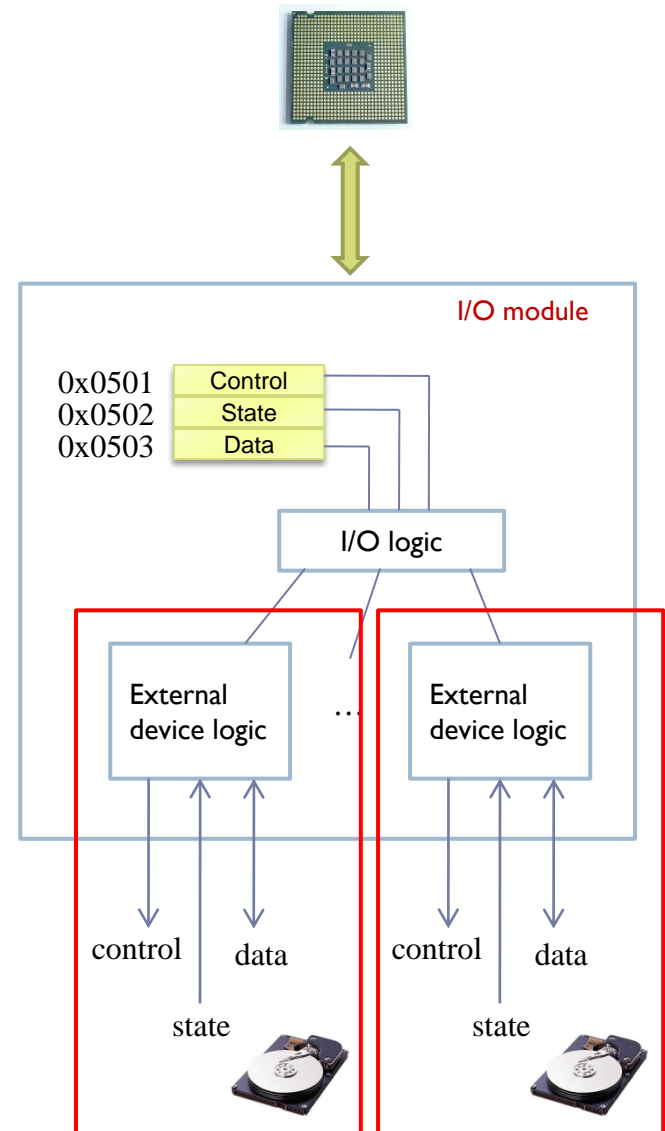 I/O module
0x0501 Control
0x0502 State
0x0503 Data
I/O logic
External
device logic
...
External
device logic
control
data
state
control
data
state